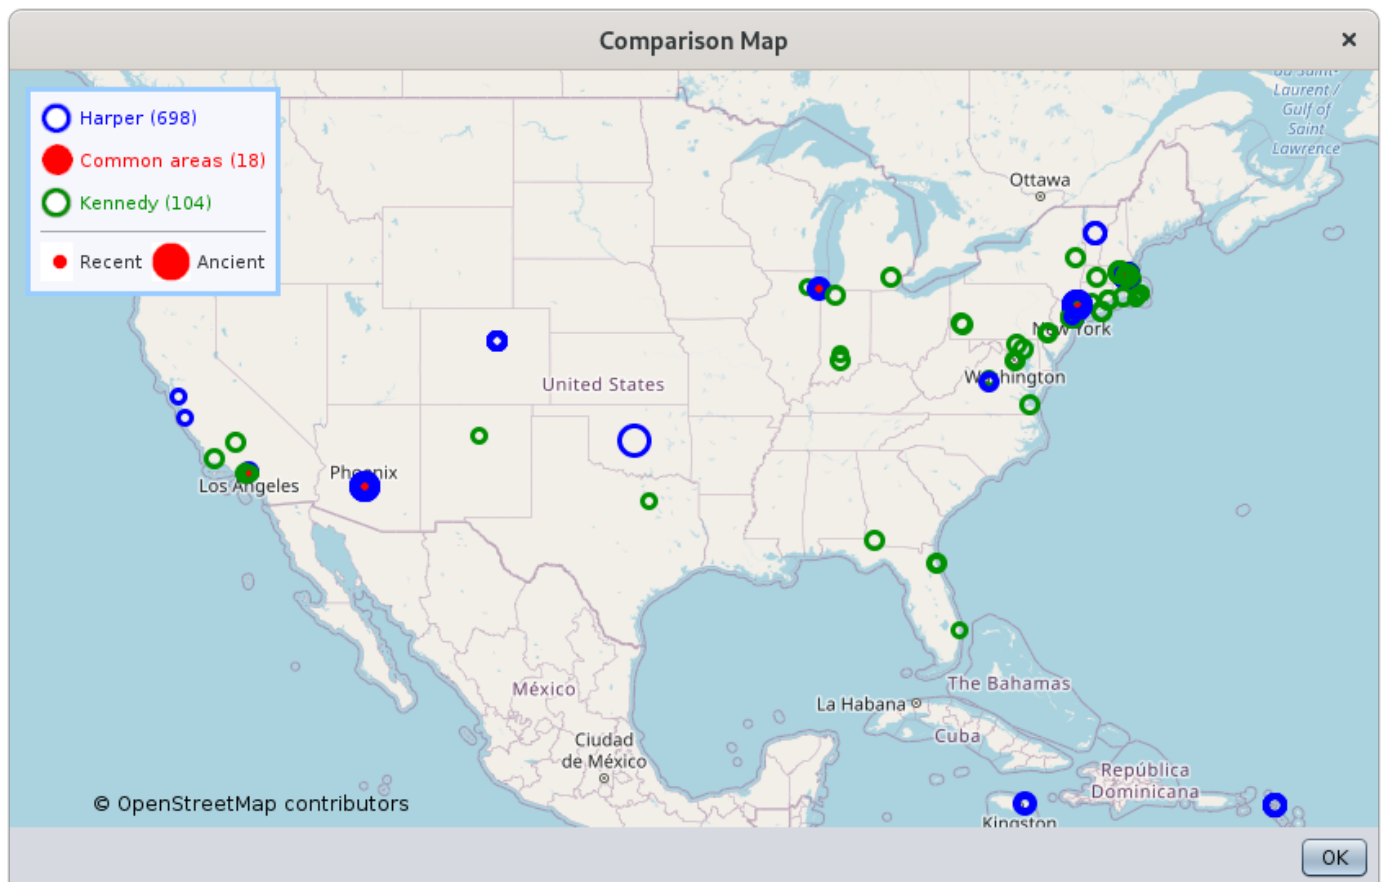 Comparison Map
×
Harper (698)
Common areas (18)
Kennedy (104)
Recent
Ancient
du Saint-
Laurent /
Gulf of
Saint
Lawrence
Ottawa
New York
Washington
United States
Phoenix
Los Angeles
México
The Bahamas
La Habana
Cuba
Ciudad
de México
República
Dominicana
Kingston
© OpenStreetMap contributors
OK